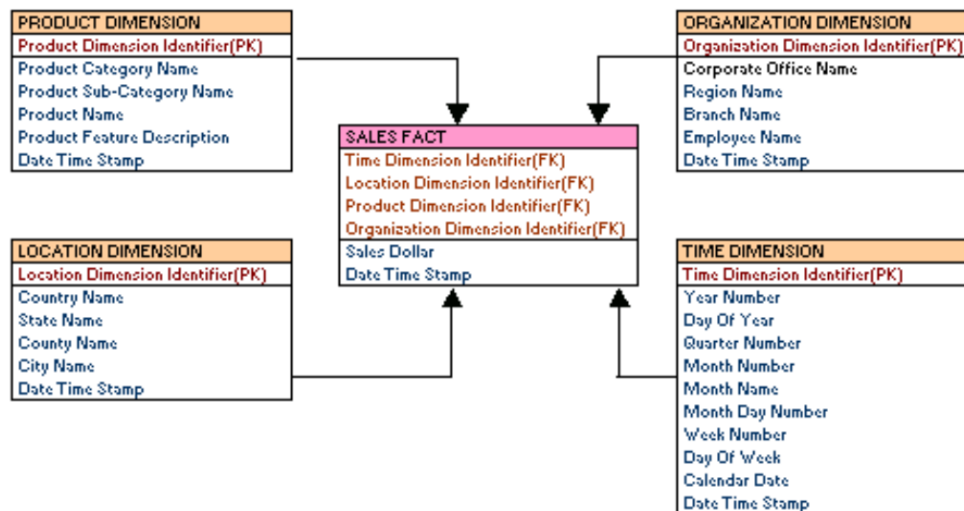 PRODUCT DIMENSION
Product Dimension Identifier(PK)
Product Category Name
Product Sub-Category Name
Product Name
Product Feature Description
Date Time Stamp
ORGANIZATION DIMENSION
Organization Dimension Identifier(PK)
Corporate Office Name
Region Name
Branch Name
Employee Name
Date Time Stamp
SALES FACT
Time Dimension Identifier(FK)
Location Dimension Identifier(FK)
Product Dimension Identifier(FK)
Organization Dimension Identifier(FK)
Sales Dollar
Date Time Stamp
LOCATION DIMENSION
Location Dimension Identifier(PK)
Country Name
State Name
County Name
City Name
Date Time Stamp
TIME DIMENSION
Time Dimension Identifier(PK)
Year Number
Day Of Year
Quarter Number
Month Number
Month Name
Month Day Number
Week Number
Day Of Week
Calendar Date
Date Time Stamp